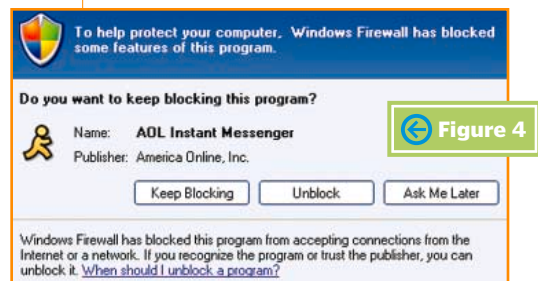 To help protect your computer, Windows Firewall has blocked
some features of this program.
Do you want to keep blocking this program?
Name: AOL Instant Messenger
Publisher: America Online, Inc.
Figure 4
Keep Blocking Unblock Ask Me Later
Windows Firewall has blocked this program from accepting connections from the
Internet or a network. If you recognize the program or trust the publisher, you can
unblock it. When should I unblock a program?